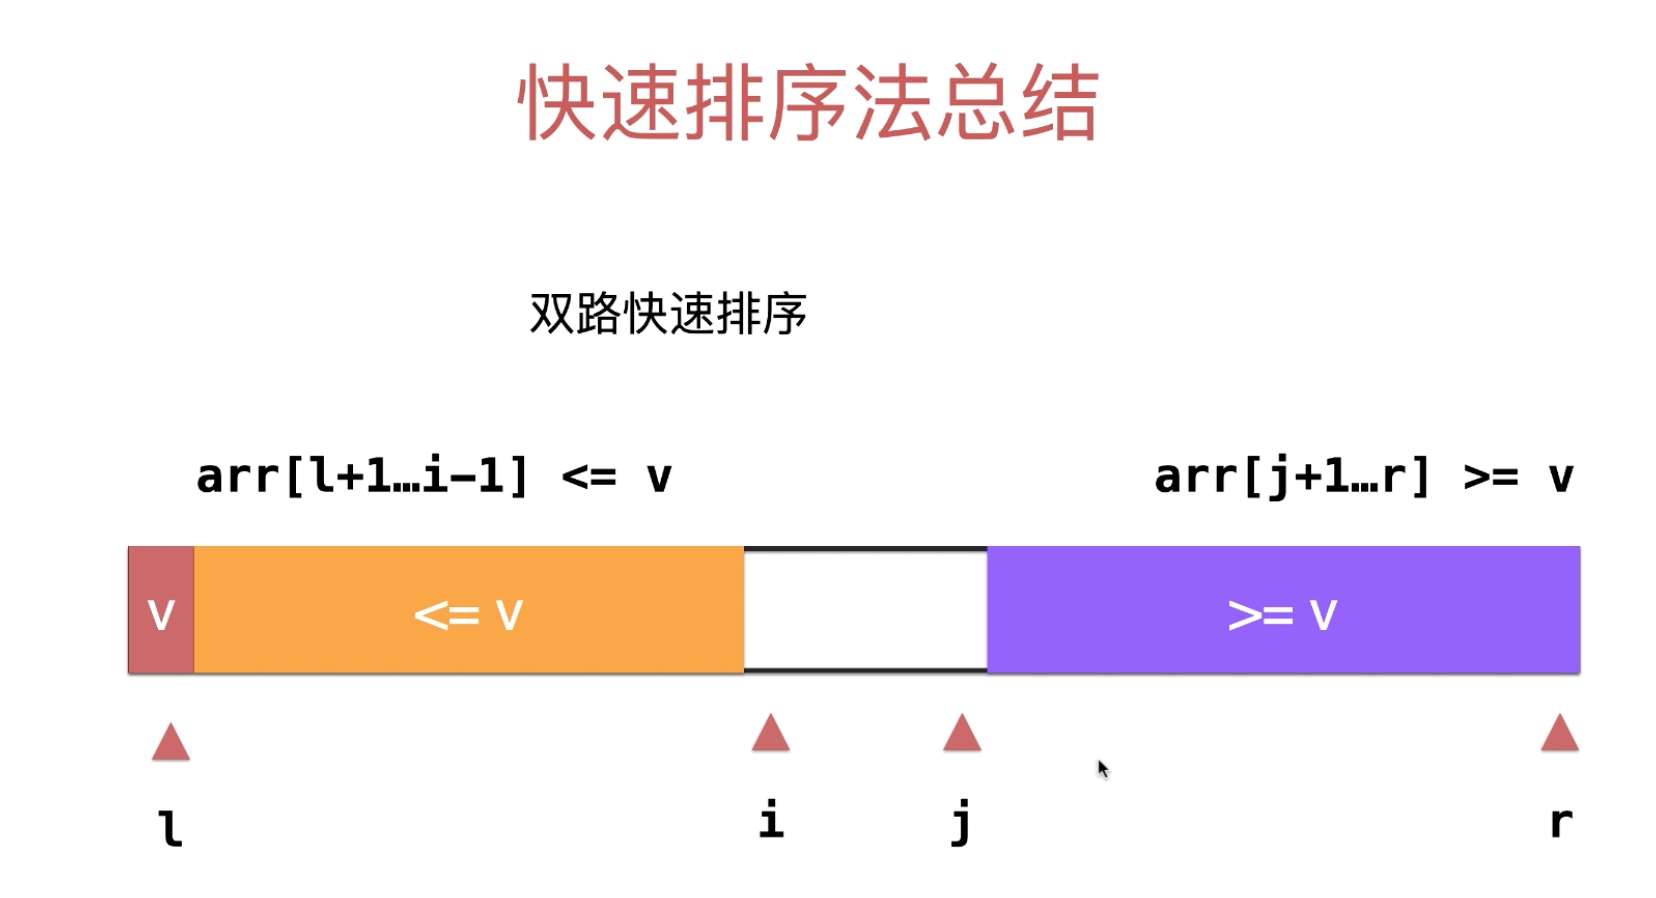 快速排序法总结
双路快速排序
arr[l+1…i-1] <= v arr[j+1…r] >= v
v <= v >= v
l i j r